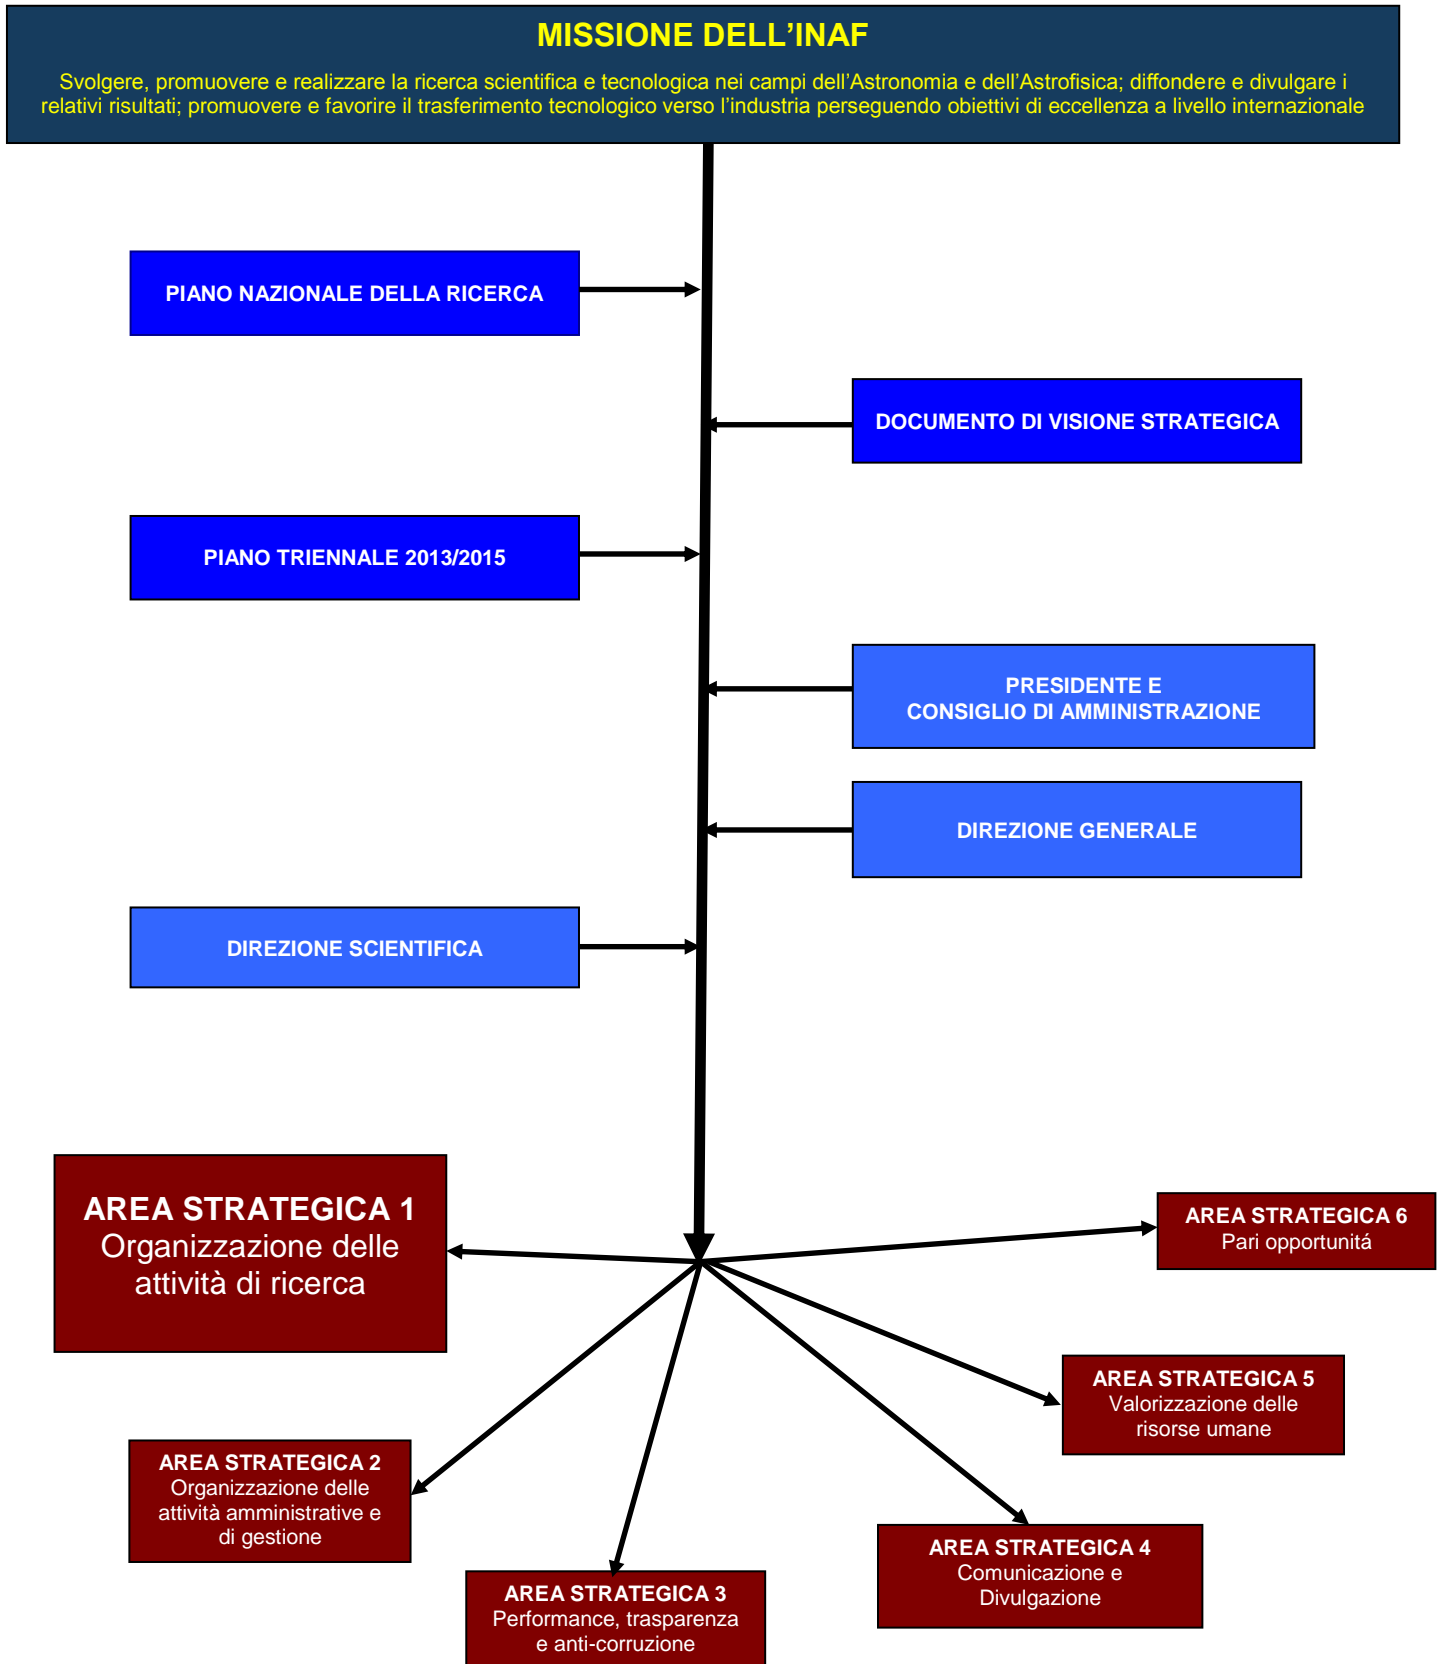 MISSIONE DELL’INAF
Svolgere, promuovere e realizzare la ricerca scientifica e tecnologica nei campi dell’Astronomia e dell’Astrofisica; diffondere e divulgare i
relativi risultati; promuovere e favorire il trasferimento tecnologico verso l’industria perseguendo obiettivi di eccellenza a livello internazionale
PIANO NAZIONALE DELLA RICERCA
DOCUMENTO DI VISIONE STRATEGICA
PIANO TRIENNALE 2013/2015
PRESIDENTE E
CONSIGLIO DI AMMINISTRAZIONE
DIREZIONE GENERALE
DIREZIONE SCIENTIFICA
AREA STRATEGICA 1
Organizzazione delle
attività di ricerca
AREA STRATEGICA 6
Pari opportunitá
AREA STRATEGICA 5
Valorizzazione delle
risorse umane
AREA STRATEGICA 2
Organizzazione delle
attività amministrative e
di gestione
AREA STRATEGICA 4
Comunicazione e
Divulgazione
AREA STRATEGICA 3
Performance, trasparenza
e anti-corruzione